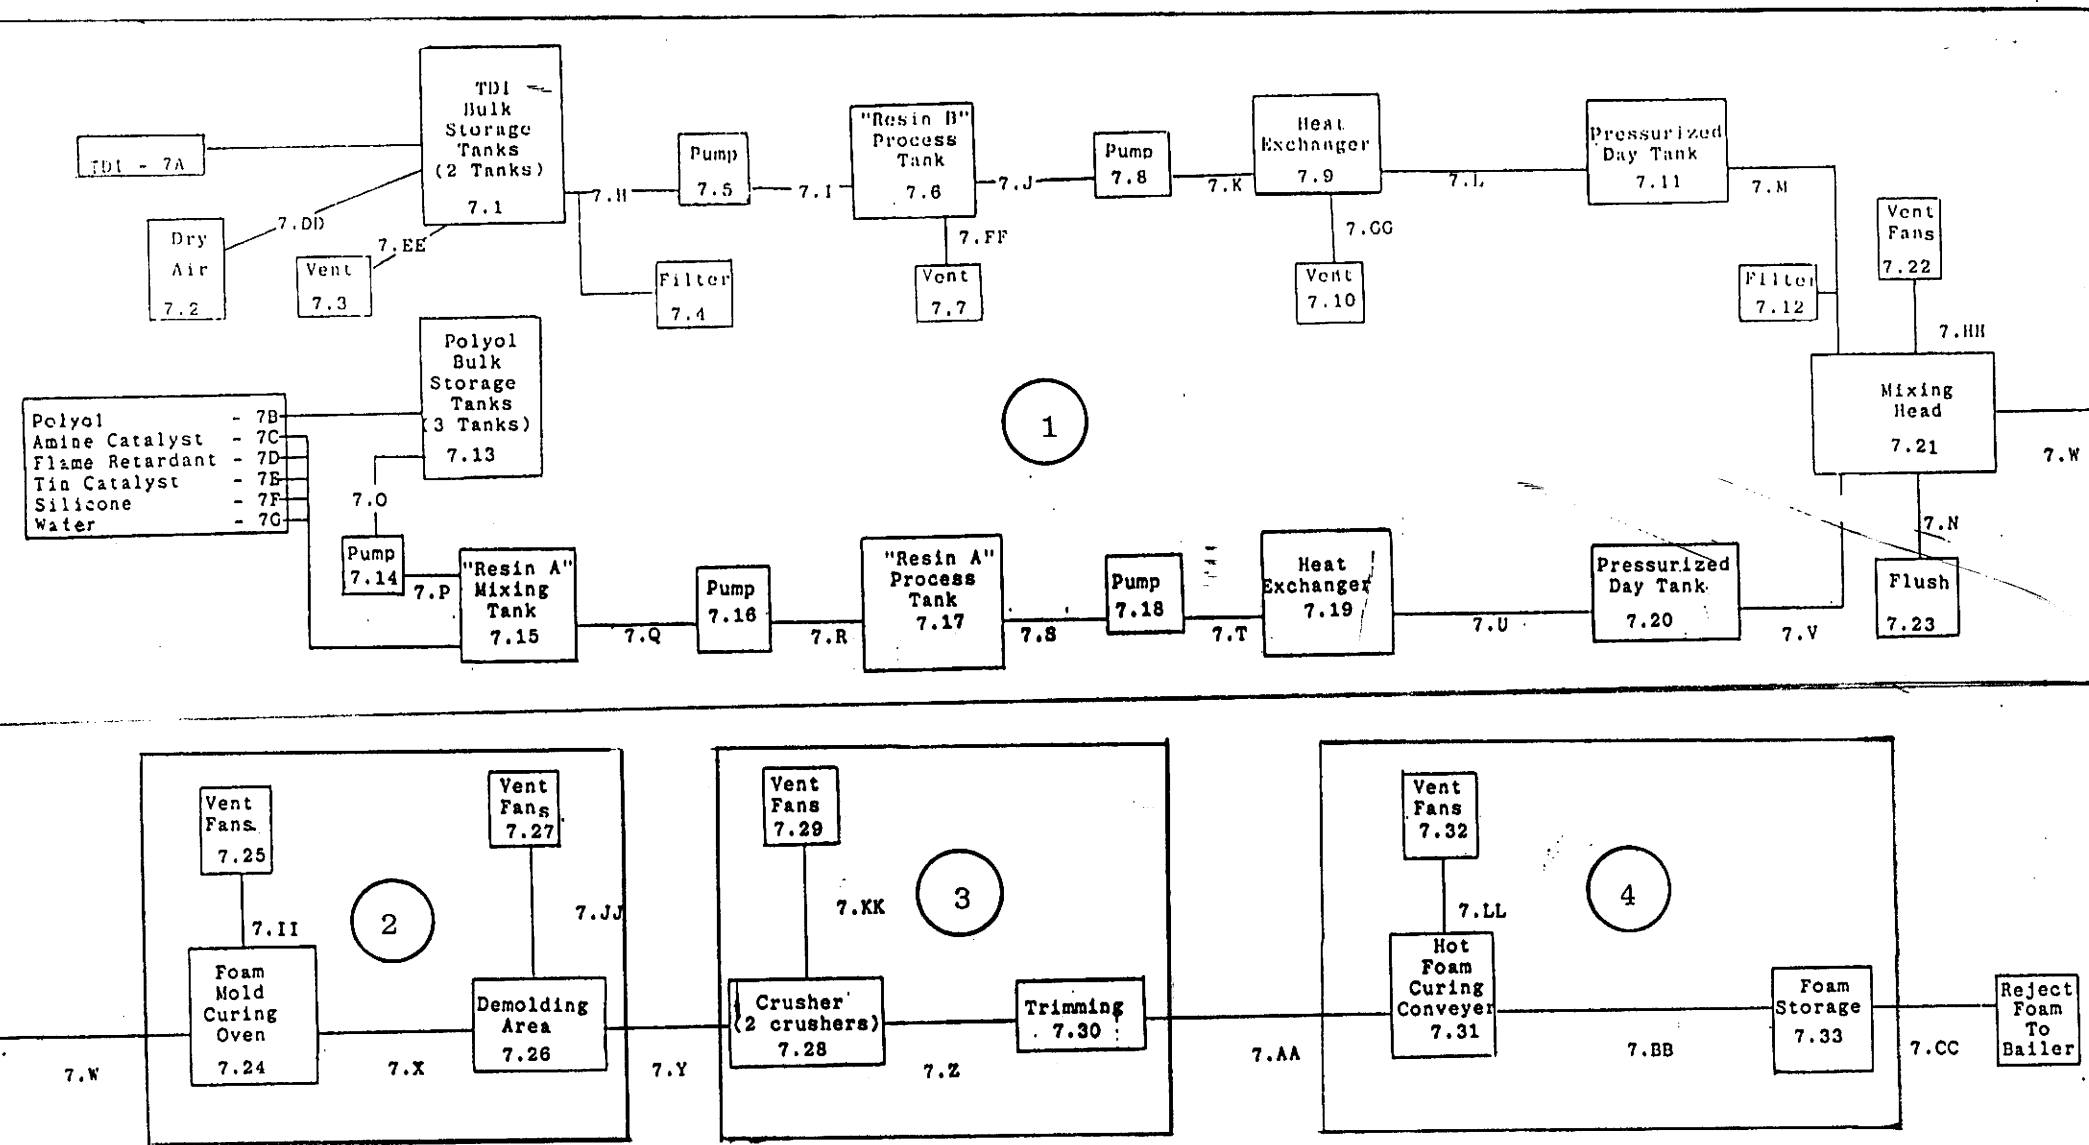 TDI
Bulk
Storage
Tanks
(2 Tanks)
7.1
TDI - 7A
7.DD
Dry
Air
7.2
7.EE
Vent
7.3
7.H
Filter
7.4
Pump
7.5
7.I
"Resin B"
Process
Tank
7.6
7.FF
Vent
7.7
7.J
Pump
7.8
7.K
Heat
Exchanger
7.9
7.GG
Vent
7.10
7.L
Pressurized
Day Tank
7.11
7.M
Filter
7.12
Vent
Fans
7.22
7.HH
Mixing
Head
7.21
7.W
7.N
Flush
7.23
Polyol
Bulk
Storage
Tanks
(3 Tanks)
7.13
Polyol - 7B
Amine Catalyst - 7C
Flame Retardant - 7D
Tin Catalyst - 7E
Silicone - 7F
Water - 7G
7.O
Pump
7.14
7.P
"Resin A"
Mixing
Tank
7.15
7.Q
Pump
7.16
7.R
"Resin A"
Process
Tank
7.17
7.S
Pump
7.18
7.T
Heat
Exchanger
7.19
7.U
Pressurized
Day Tank
7.20
7.V
1
7.W
Vent
Fans
7.25
7.II
Foam
Mold
Curing
Oven
7.24
7.X
2
Vent
Fans
7.27
7.JJ
Demolding
Area
7.26
7.Y
Vent
Fans
7.29
7.KK
3
Crusher
(2 crushers)
7.28
7.Z
Trimming
7.30
7.AA
Vent
Fans
7.32
7.LL
4
Hot
Foam
Curing
Conveyer
7.31
7.BB
Foam
Storage
7.33
7.CC
Reject
Foam
To
Bailer